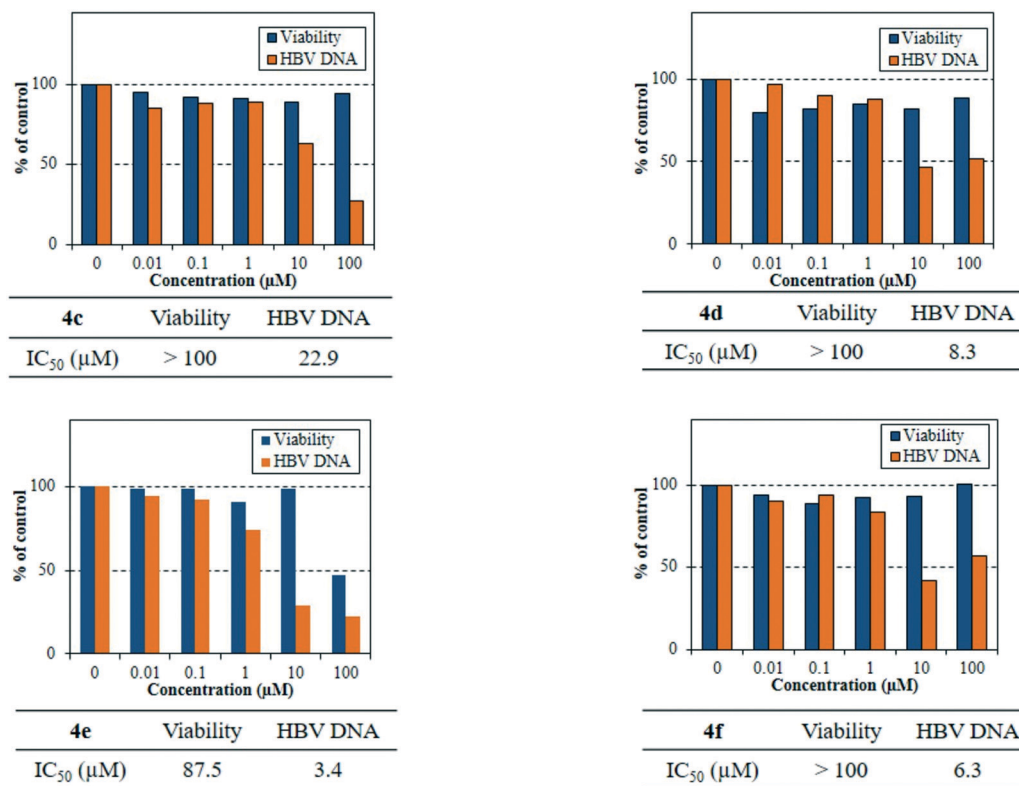 Viability
HBV DNA
% of control
100
50
0
0 0.01 0.1 1 10 100
Concentration (µM)
4c Viability HBV DNA
IC50 (µM) > 100 22.9
Viability
HBV DNA
% of control
100
50
0
0 0.01 0.1 1 10 100
Concentration (µM)
4d Viability HBV DNA
IC50 (µM) > 100 8.3
Viability
HBV DNA
% of control
100
50
0
0 0.01 0.1 1 10 100
Concentration (µM)
4e Viability HBV DNA
IC50 (µM) 87.5 3.4
Viability
HBV DNA
% of control
100
50
0
0 0.01 0.1 1 10 100
Concentration (µM)
4f Viability HBV DNA
IC50 (µM) > 100 6.3